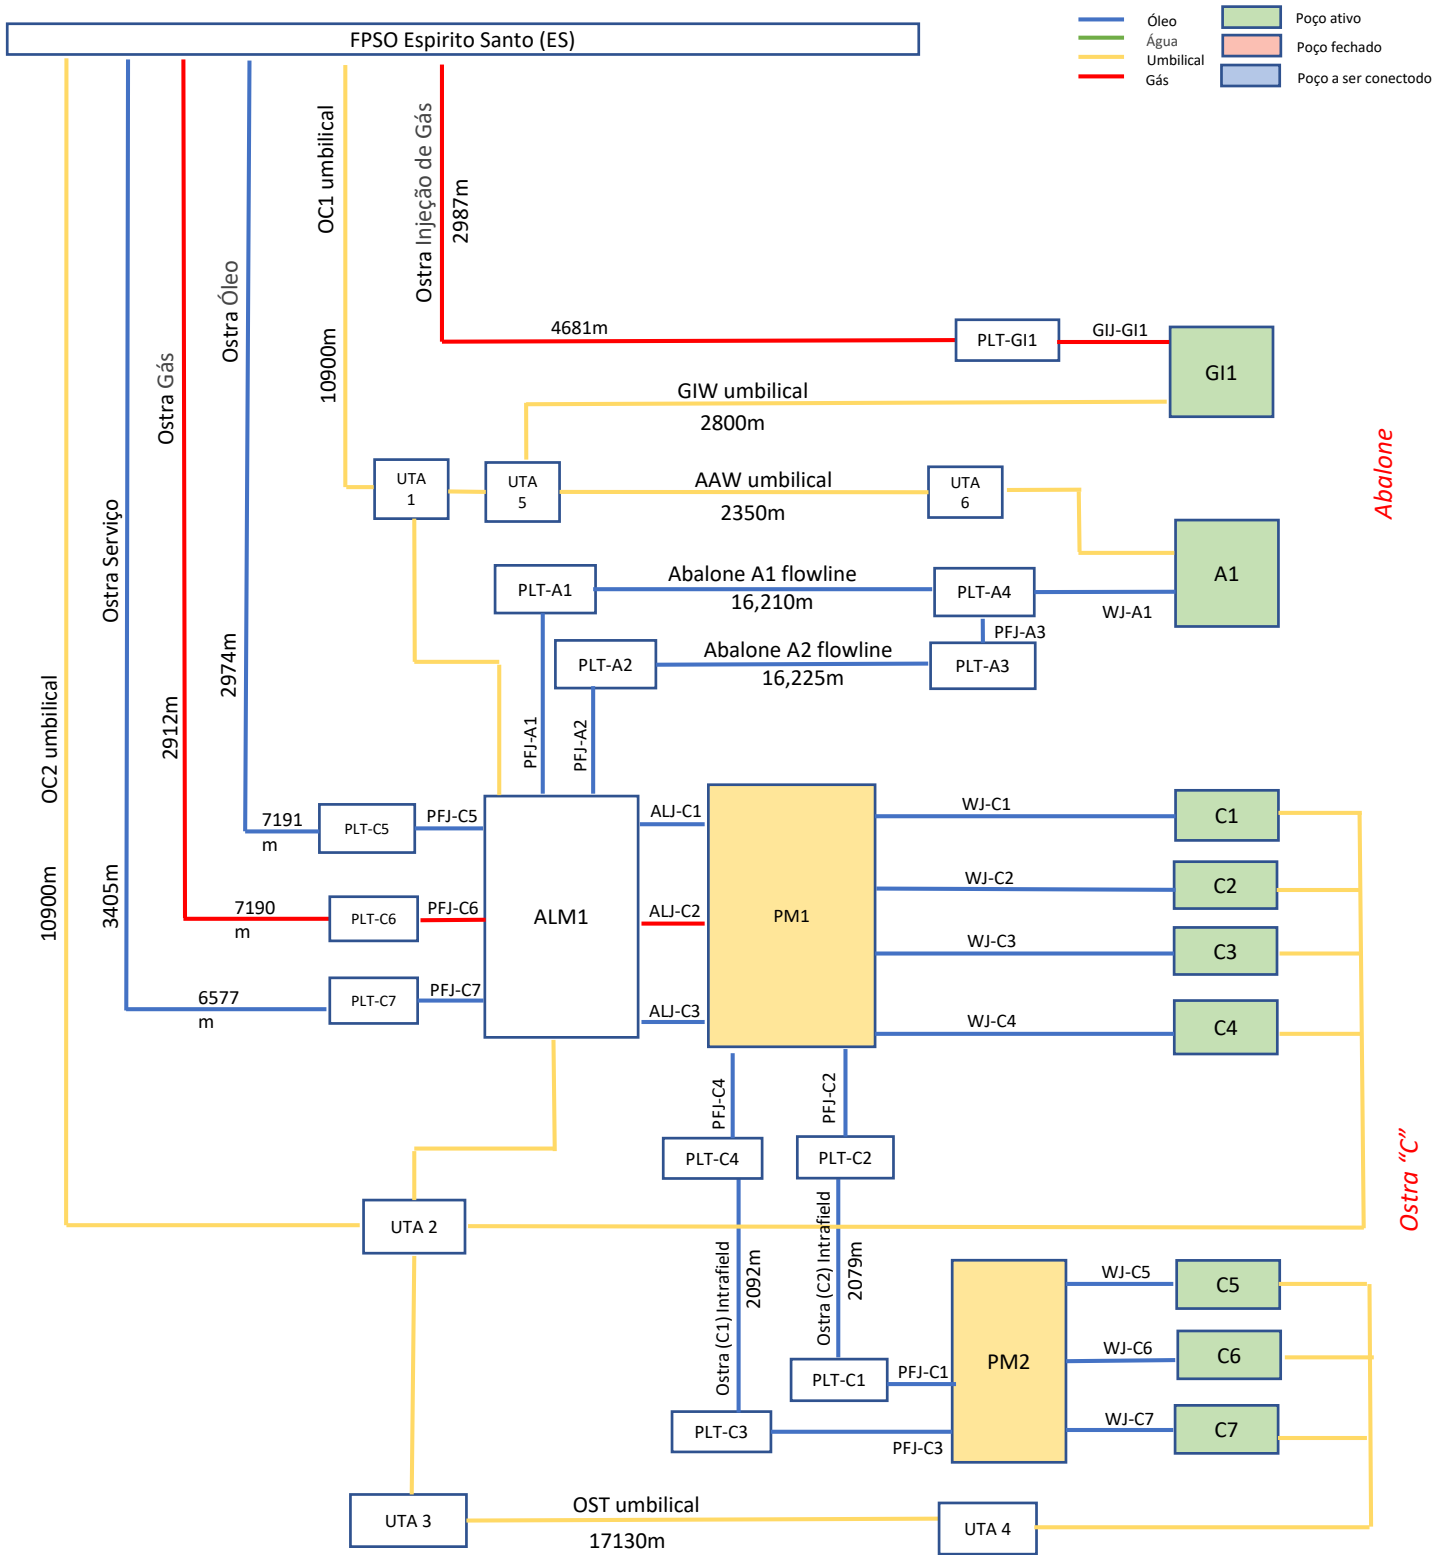 FPSO Espirito Santo (ES)
Óleo
Água
Umbilical
Gás
Poço ativo
Poço fechado
Poço a ser conectodo
OC2 umbilical
10900m
Ostra Serviço
3405m
Ostra Gás
2912m
Ostra Óleo
2974m
OC1 umbilical
10900m
Ostra Injeção de Gás
2987m
4681m
PLT-GI1
GIJ-GI1
GI1
GIW umbilical
2800m
Abalone
UTA
1
UTA
5
AAW umbilical
2350m
UTA
6
A1
PLT-A1
Abalone A1 flowline
16,210m
PLT-A4
WJ-A1
PFJ-A3
PLT-A2
Abalone A2 flowline
16,225m
PLT-A3
PFJ-A1
PFJ-A2
7191
m
PLT-C5
PFJ-C5
7190
m
PLT-C6
PFJ-C6
6577
m
PLT-C7
PFJ-C7
ALM1
ALJ-C1
ALJ-C2
ALJ-C3
PM1
WJ-C1
C1
WJ-C2
C2
WJ-C3
C3
WJ-C4
C4
PFJ-C4
PFJ-C2
PLT-C4
PLT-C2
Ostra "C"
UTA 2
Ostra (C1) Intrafield
2092m
Ostra (C2) Intrafield
2079m
PLT-C1
PFJ-C1
PLT-C3
PFJ-C3
PM2
WJ-C5
C5
WJ-C6
C6
WJ-C7
C7
UTA 3
OST umbilical
17130m
UTA 4